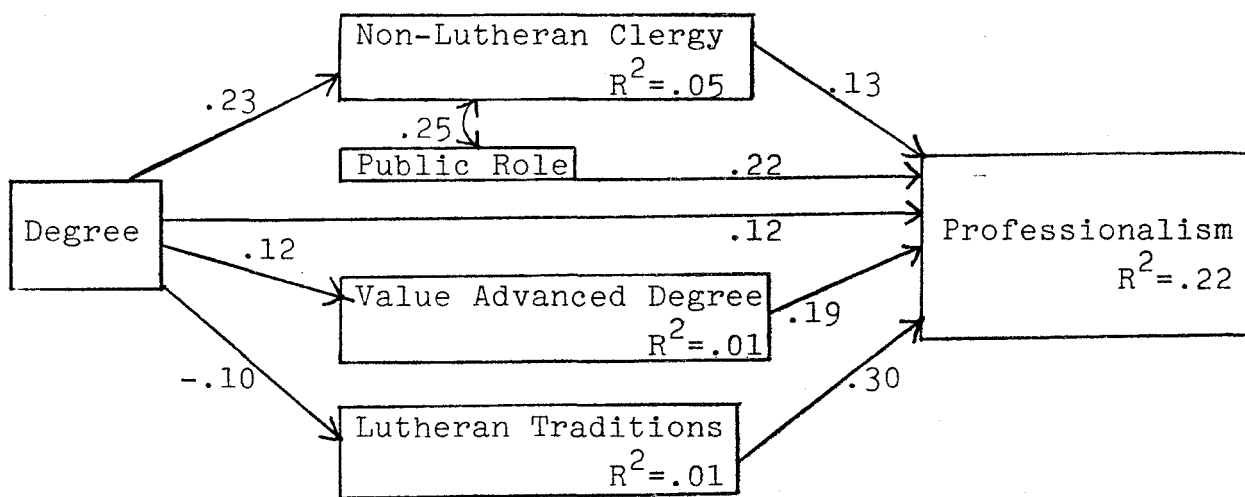 Non-Lutheran Clergy
R²=.05
.23
.13
.25
Public Role
.22
Degree
.12
Professionalism
R²=.22
.12
Value Advanced Degree
R²=.01
.19
-.10
Lutheran Traditions
R²=.01
.30